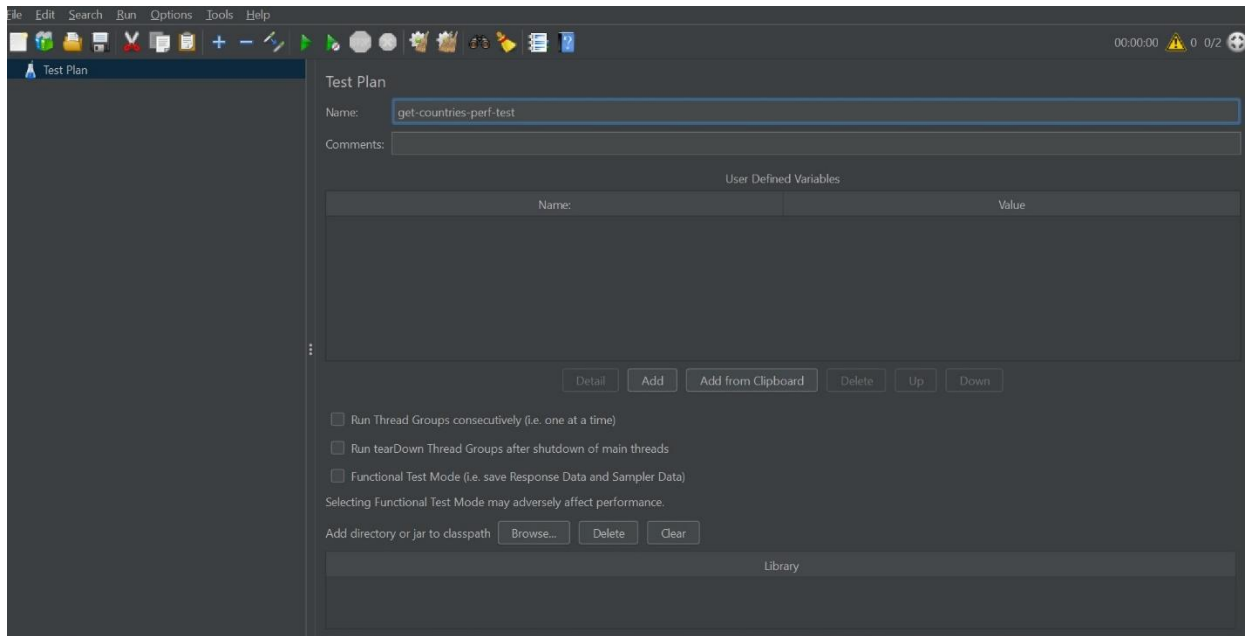 File Edit Search Run Options Tools Help
00:00:00 0 0/2
Test Plan
Test Plan
Name: get-countries-perf-test
Comments:
User Defined Variables
Name: Value
Detail Add Add from Clipboard Delete Up Down
Run Thread Groups consecutively (i.e. one at a time)
Run tearDown Thread Groups after shutdown of main threads
Functional Test Mode (i.e. save Response Data and Sampler Data)
Selecting Functional Test Mode may adversely affect performance.
Add directory or jar to classpath Browse... Delete Clear
Library